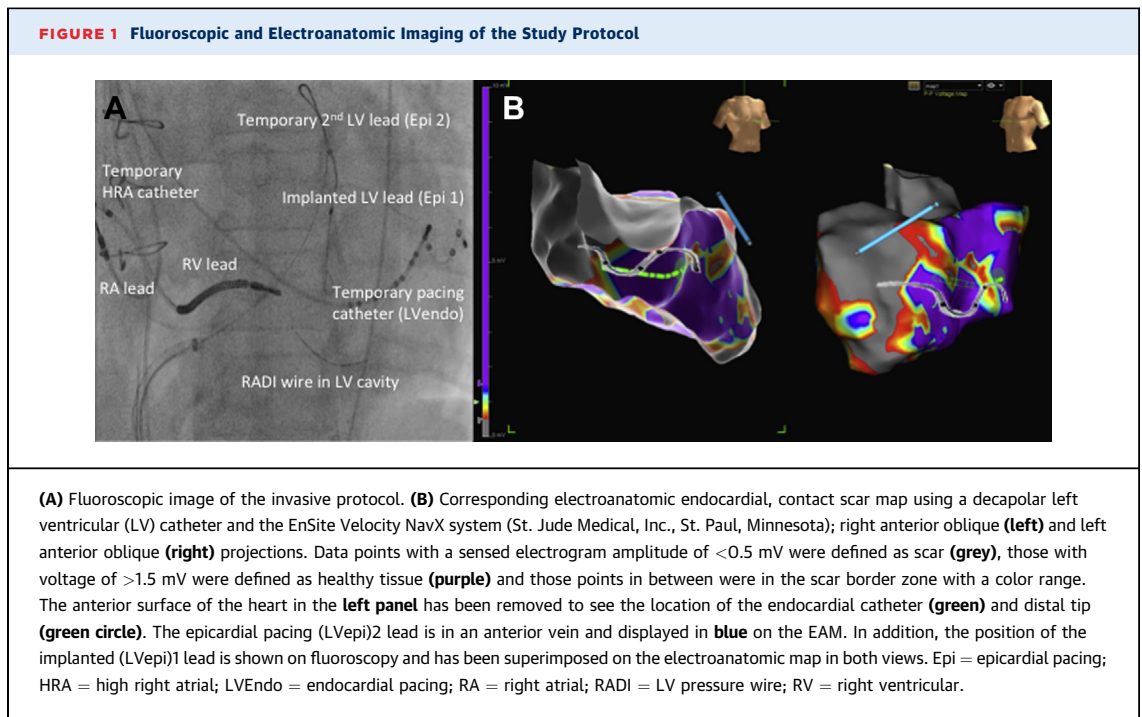 FIGURE 1 Fluoroscopic and Electroanatomic Imaging of the Study Protocol
A
Temporary 2nd LV lead (Epi 2)
Temporary
HRA catheter
Implanted LV lead (Epi 1)
RV lead
RA lead
Temporary pacing
catheter (LVendo)
RADI wire in LV cavity
B
map1
P-P Voltage Map
(A) Fluoroscopic image of the invasive protocol. (B) Corresponding electroanatomic endocardial, contact scar map using a decapolar left
ventricular (LV) catheter and the EnSite Velocity NavX system (St. Jude Medical, Inc., St. Paul, Minnesota); right anterior oblique (left) and left
anterior oblique (right) projections. Data points with a sensed electrogram amplitude of <0.5 mV were defined as scar (grey), those with
voltage of >1.5 mV were defined as healthy tissue (purple) and those points in between were in the scar border zone with a color range.
The anterior surface of the heart in the left panel has been removed to see the location of the endocardial catheter (green) and distal tip
(green circle). The epicardial pacing (LVepi)2 lead is in an anterior vein and displayed in blue on the EAM. In addition, the position of the
implanted (LVepi)1 lead is shown on fluoroscopy and has been superimposed on the electroanatomic map in both views. Epi = epicardial pacing;
HRA = high right atrial; LVEndo = endocardial pacing; RA = right atrial; RADI = LV pressure wire; RV = right ventricular.